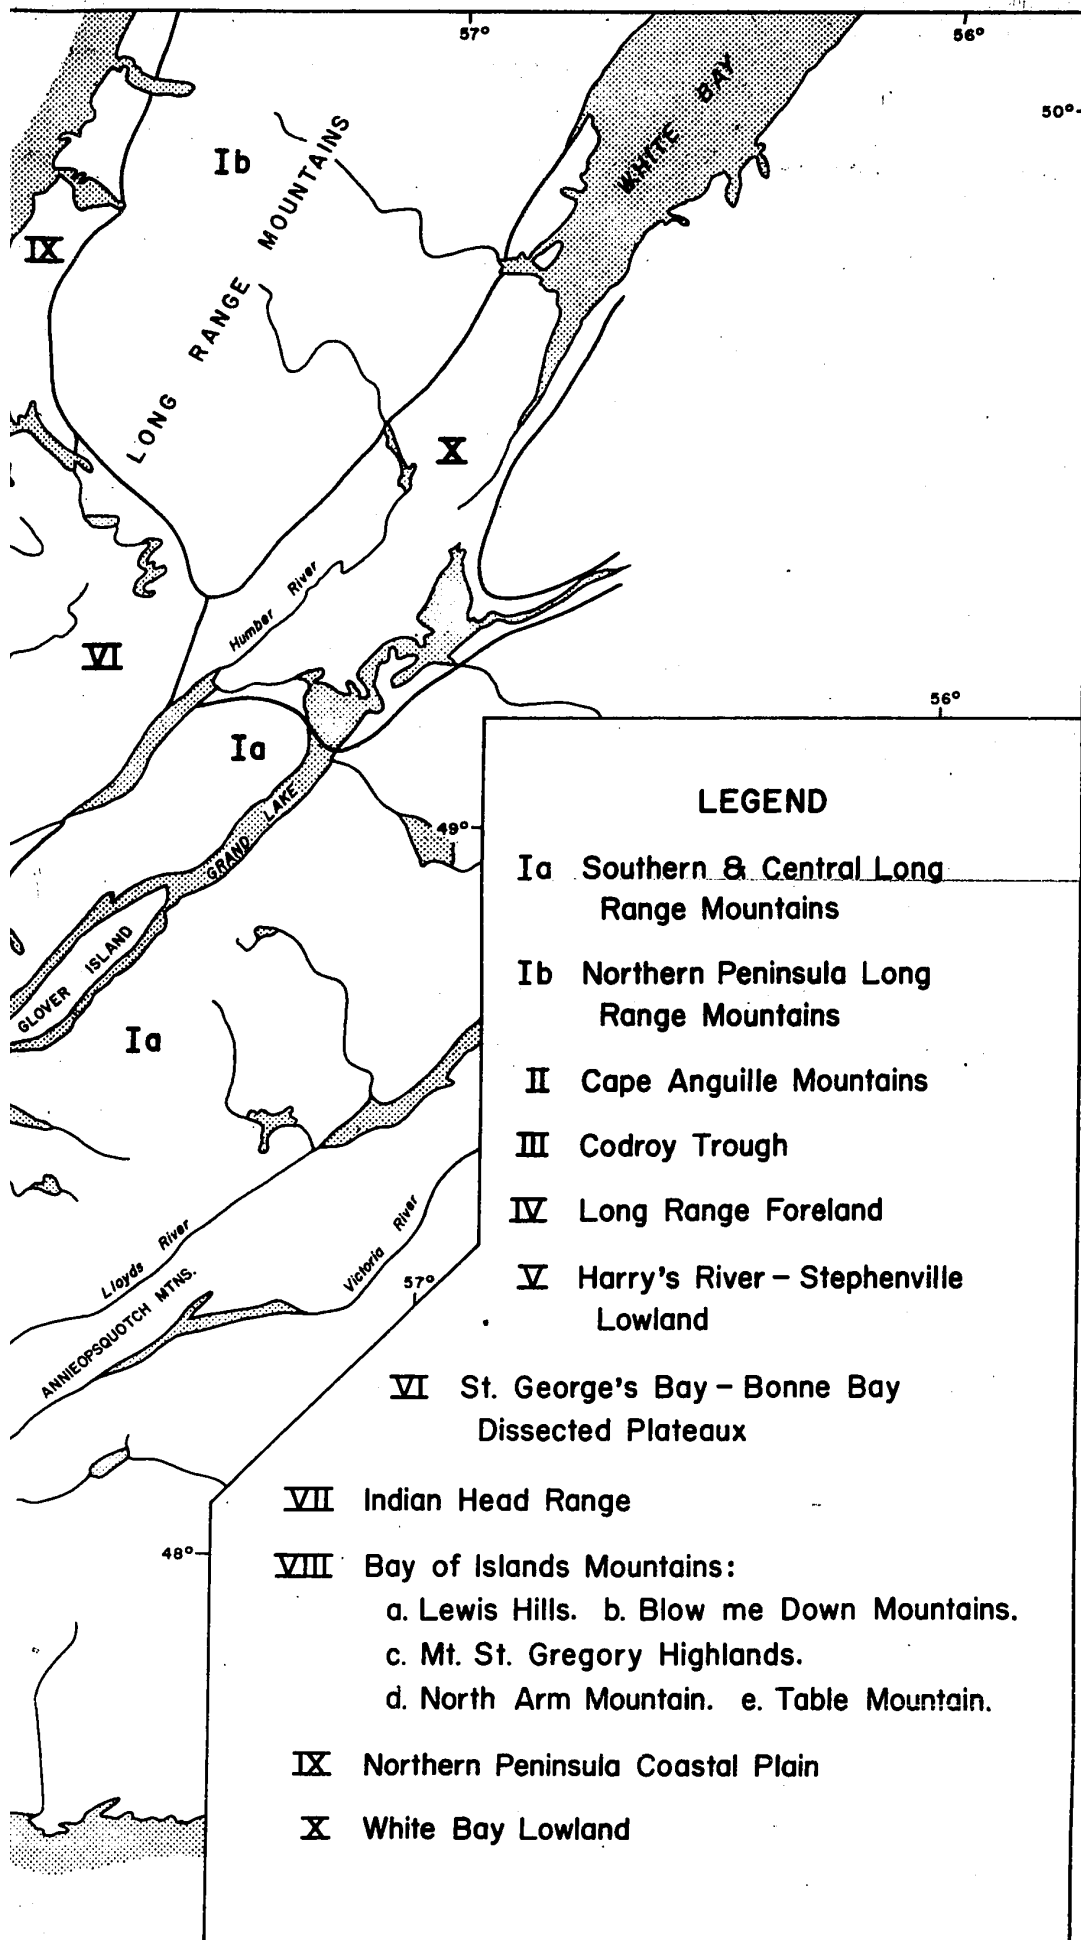 57°
56°
50°
WHITE BAY
Ib
LONG RANGE MOUNTAINS
IX
X
Humber River
VI
Ia
GRAND LAKE
GLOVER ISLAND
Ia
Lloyds River
Victoria River
ANNIEOPSQUOTCH MTNS.
57°
56°
49°
48°
LEGEND
Ia Southern & Central Long
Range Mountains
Ib Northern Peninsula Long
Range Mountains
II Cape Anguille Mountains
III Codroy Trough
IV Long Range Foreland
V Harry's River – Stephenville
Lowland
VI St. George's Bay – Bonne Bay
Dissected Plateaux
VII Indian Head Range
VIII Bay of Islands Mountains:
a. Lewis Hills. b. Blow me Down Mountains.
c. Mt. St. Gregory Highlands.
d. North Arm Mountain. e. Table Mountain.
IX Northern Peninsula Coastal Plain
X White Bay Lowland